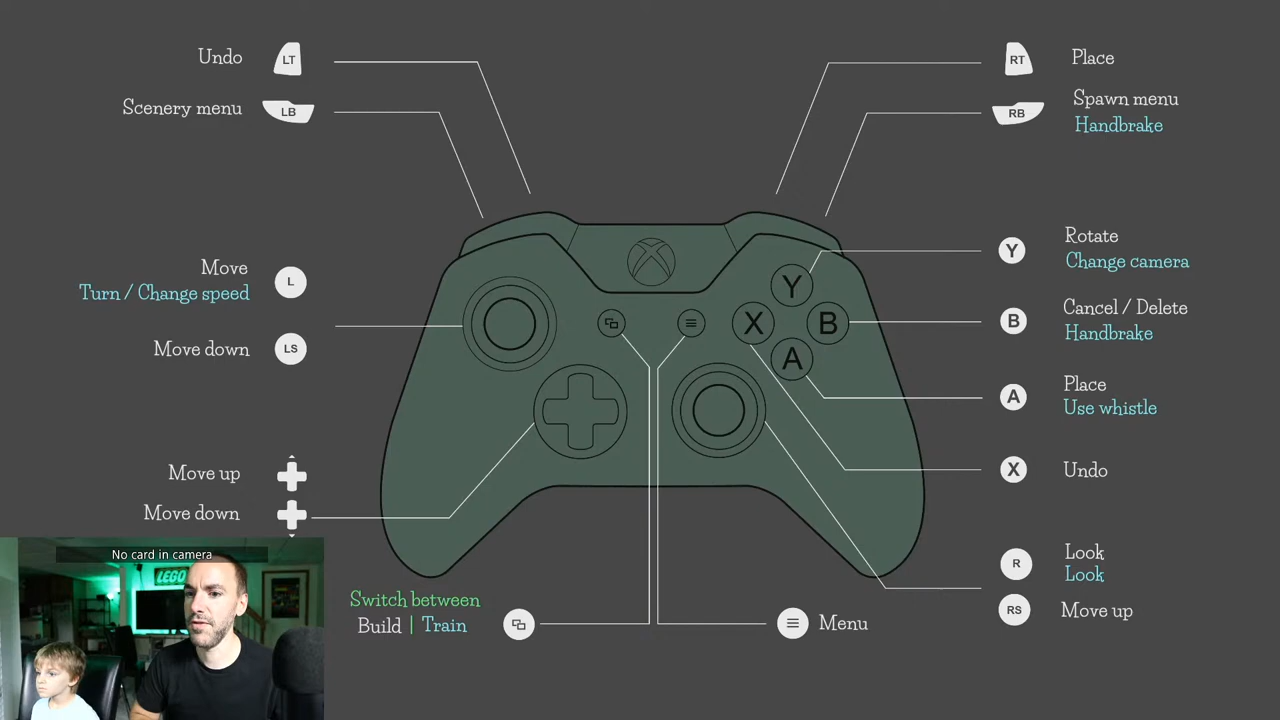 Undo
LT
Scenery menu
LB
Move
Turn / Change speed
L
Move down
LS
Move up
Move down
Switch between
Build | Train
Menu
Place
RT
Spawn menu
Handbrake
RB
Rotate
Change camera
Y
Cancel / Delete
Handbrake
B
Place
Use whistle
A
Undo
X
Look
Look
R
Move up
RS
Y
X
B
A
No card in camera
LEGO